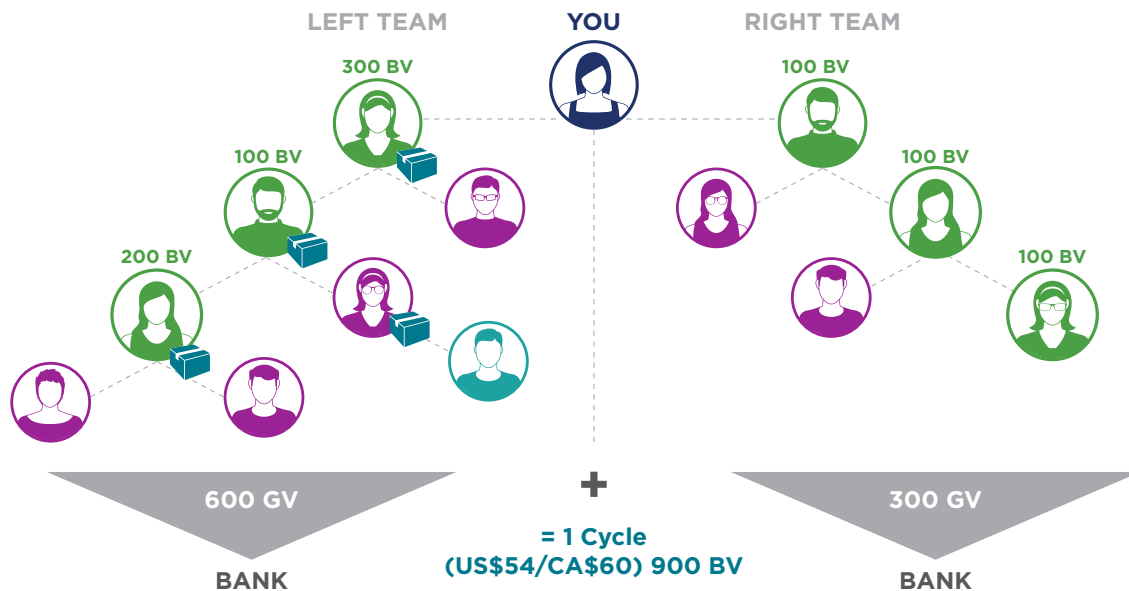 LEFT TEAM
YOU
RIGHT TEAM
300 BV
100 BV
100 BV
100 BV
200 BV
100 BV
600 GV
+
300 GV
= 1 Cycle
(US$54/CA$60) 900 BV
BANK
BANK